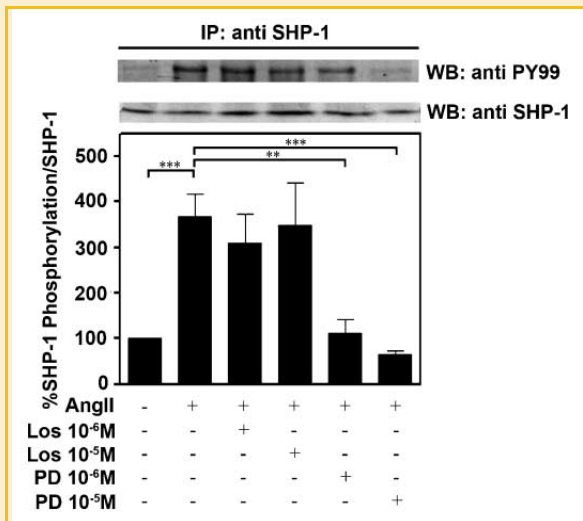 IP: anti SHP-1
WB: anti PY99
WB: anti SHP-1
%SHP-1 Phosphorylation/SHP-1
500
400
300
200
100
0
***
**
***
AngII - + + + + +
Los 10⁻⁶M - - + - - -
Los 10⁻⁵M - - - + - -
PD 10⁻⁶M - - - - + -
PD 10⁻⁵M - - - - - +